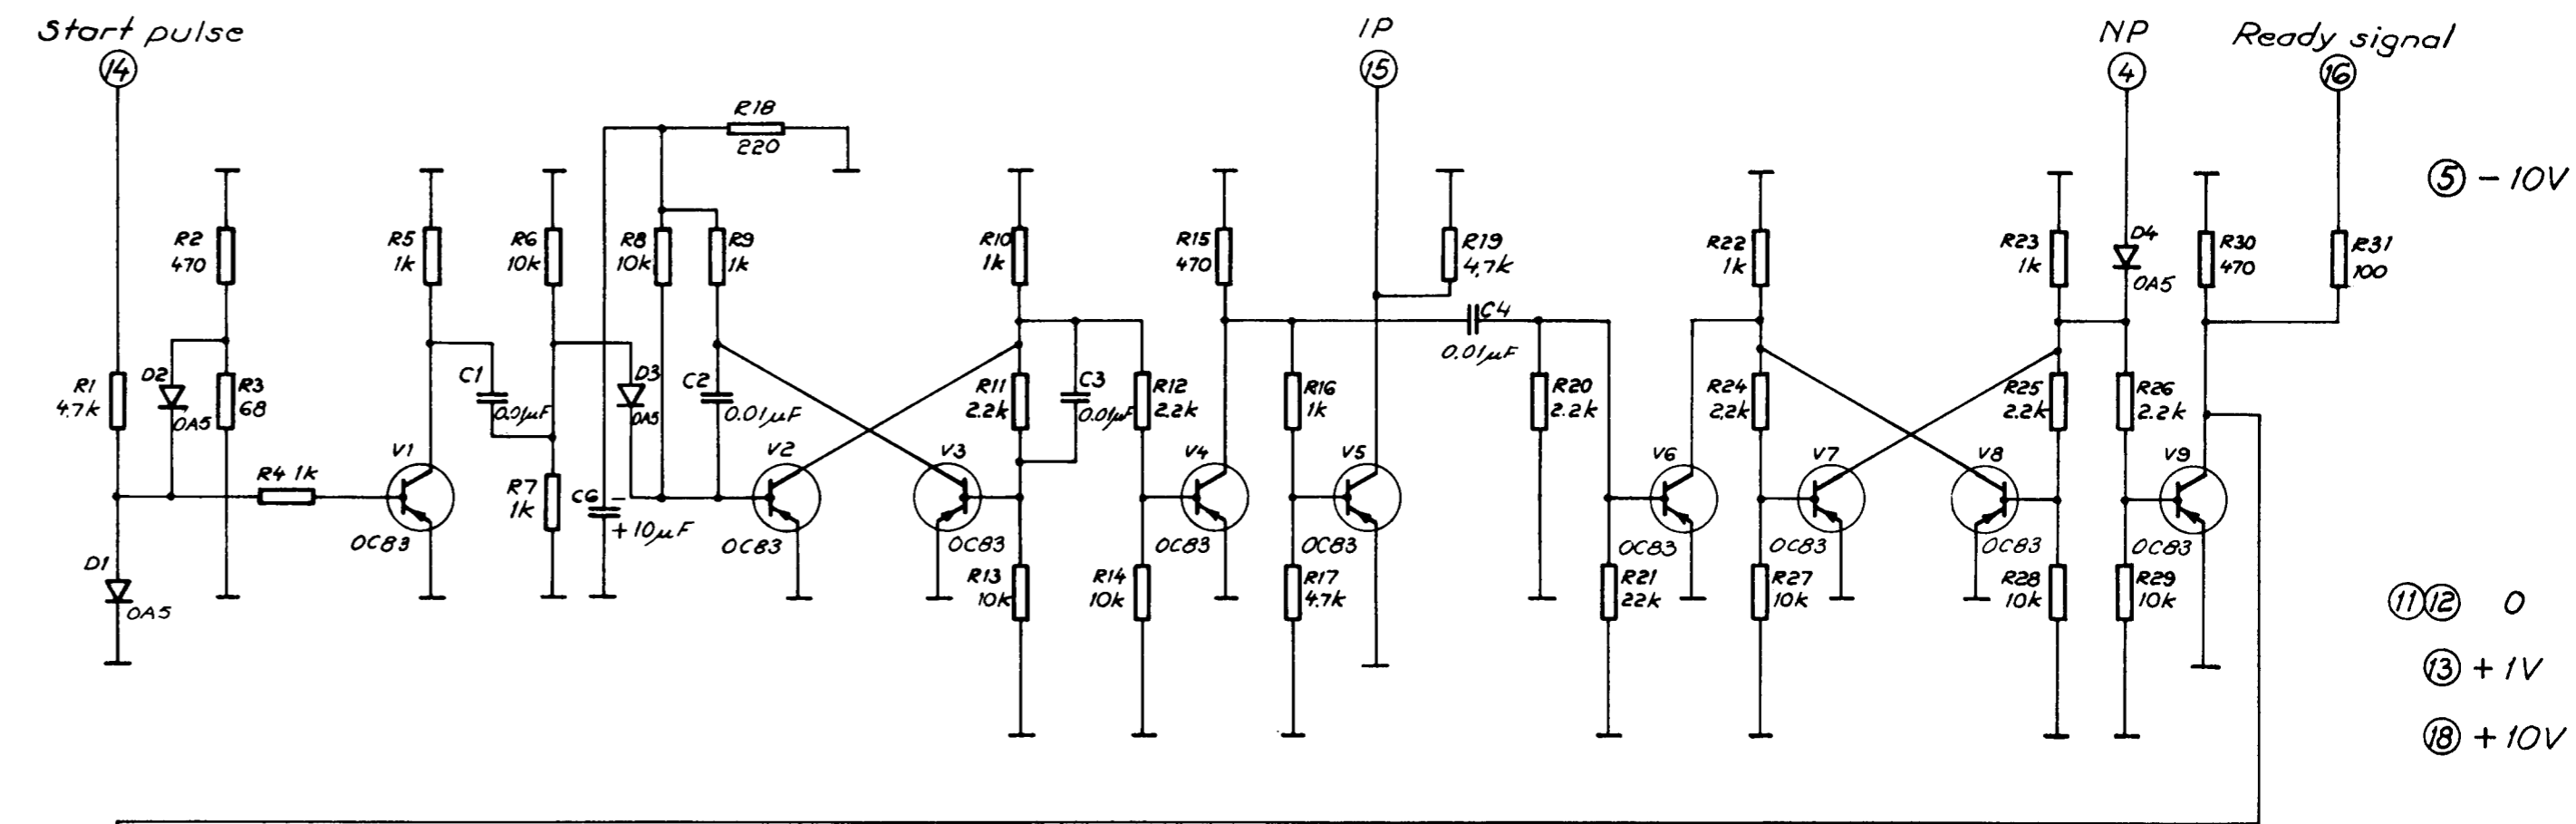 Start pulse
14
IP
15
NP
4
Ready signal
16
R18
220
5 - 10V
R2
470
R5
1k
R6
10k
R8
10k
R9
1k
R10
1k
R15
470
R19
4,7k
R22
1k
R23
1k
D4
OA5
R30
470
R31
100
C4
0.01µF
R1
4.7k
D2
OA5
R3
68
C1
0.01µF
D3
OA5
C2
0.01µF
R11
2.2k
C3
0.01µF
R12
2.2k
R16
1k
R20
2.2k
R24
2,2k
R25
2.2k
R26
2.2k
R4 1k
V1
OC83
R7
1k
C6 -
+ 10µF
V2
OC83
V3
OC83
V4
OC83
V5
OC83
V6
OC83
V7
OC83
V8
OC83
V9
OC83
D1
OA5
R13
10k
R14
10k
R17
4.7k
R21
22k
R27
10k
R28
10k
R29
10k
11 12 0
13 + 1V
18 + 10V